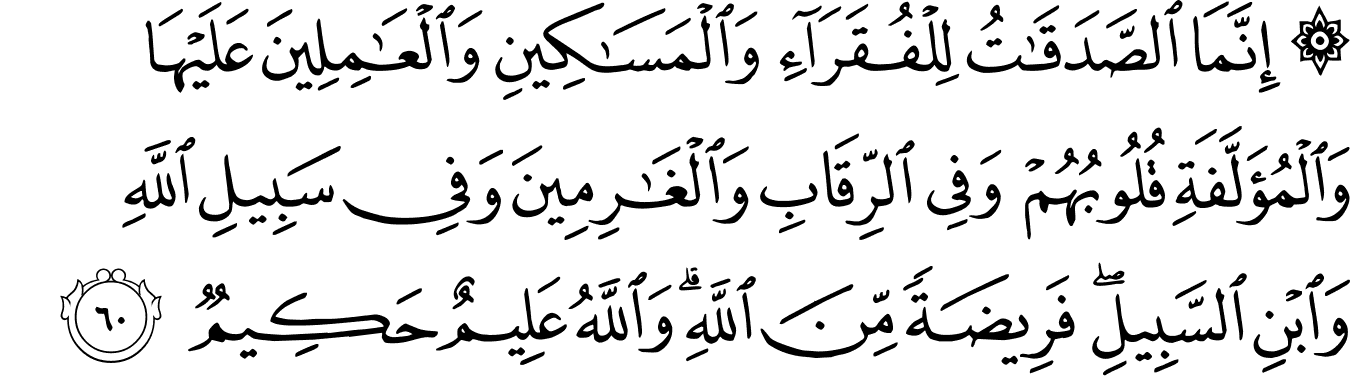 ۞ إِنَّمَا ٱلصَّدَقَـٰتُ لِلْفُقَرَآءِ وَٱلْمَسَـٰكِينِ وَٱلْعَـٰمِلِينَ عَلَيْهَا
وَٱلْمُؤَلَّفَةِ قُلُوبُهُمْ وَفِى ٱلرِّقَابِ وَٱلْغَـٰرِمِينَ وَفِى سَبِيلِ ٱللَّهِ
وَٱبْنِ ٱلسَّبِيلِ ۖ فَرِيضَةً مِّنَ ٱللَّهِ ۗ وَٱللَّهُ عَلِيمٌ حَكِيمٌ ٦٠